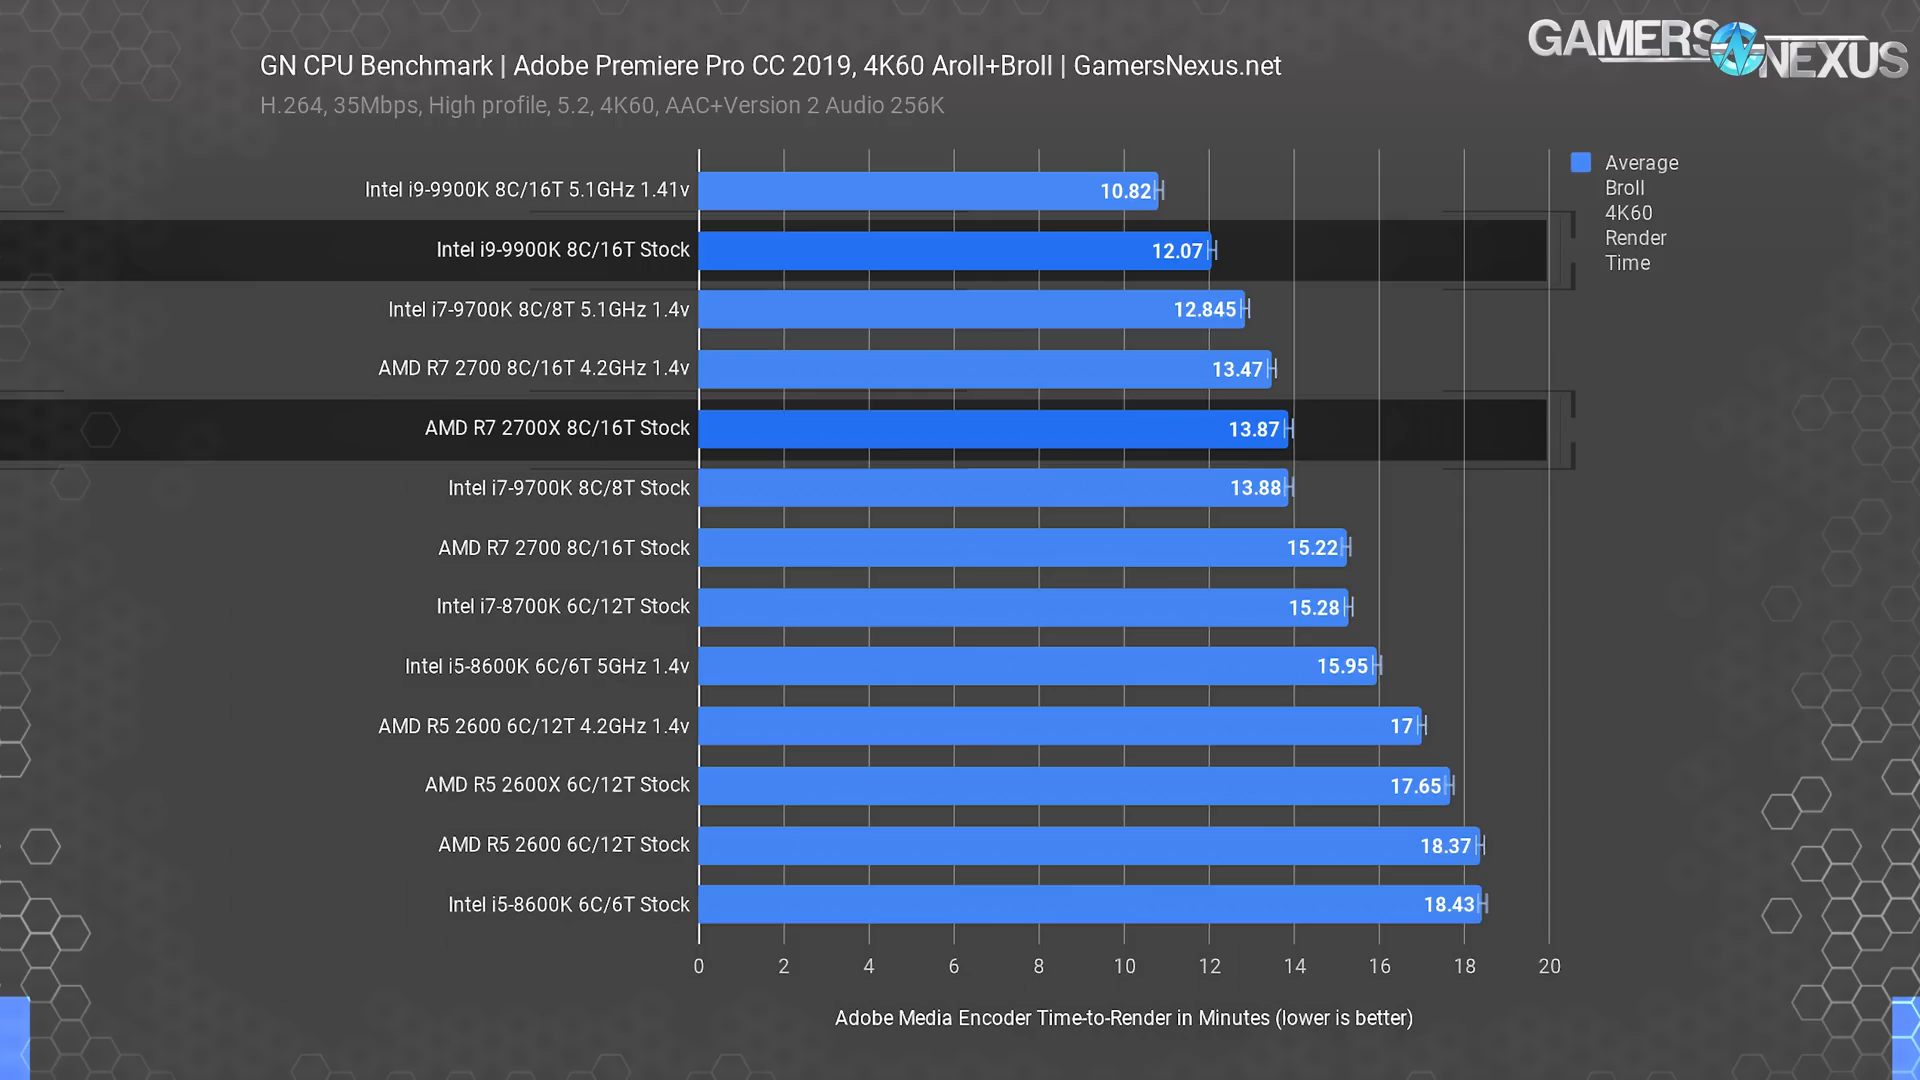 GAMERS NEXUS
GN CPU Benchmark | Adobe Premiere Pro CC 2019, 4K60 Aroll+Broll | GamersNexus.net
H.264, 35Mbps, High profile, 5.2, 4K60, AAC+Version 2 Audio 256K
Average
Broll
4K60
Render
Time
Intel i9-9900K 8C/16T 5.1GHz 1.41v 10.82
Intel i9-9900K 8C/16T Stock 12.07
Intel i7-9700K 8C/8T 5.1GHz 1.4v 12.845
AMD R7 2700 8C/16T 4.2GHz 1.4v 13.47
AMD R7 2700X 8C/16T Stock 13.87
Intel i7-9700K 8C/8T Stock 13.88
AMD R7 2700 8C/16T Stock 15.22
Intel i7-8700K 6C/12T Stock 15.28
Intel i5-8600K 6C/6T 5GHz 1.4v 15.95
AMD R5 2600 6C/12T 4.2GHz 1.4v 17
AMD R5 2600X 6C/12T Stock 17.65
AMD R5 2600 6C/12T Stock 18.37
Intel i5-8600K 6C/6T Stock 18.43
0 2 4 6 8 10 12 14 16 18 20
Adobe Media Encoder Time-to-Render in Minutes (lower is better)